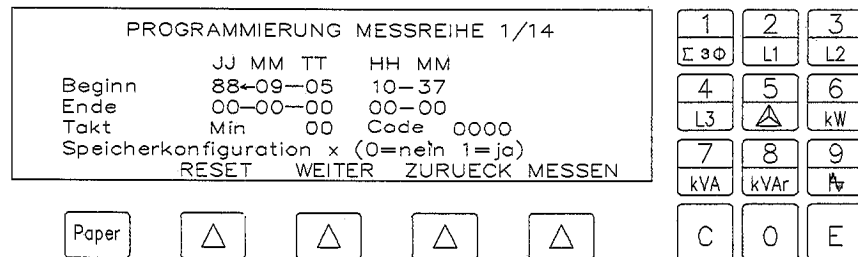 PROGRAMMIERUNG MESSREIHE 1/14
JJ MM TT HH MM
Beginn 88←09—05 10—37
Ende 00—00—00 00—00
Takt Min 00 Code 0000
Speicherkonfiguration x (0=nein 1=ja)
RESET WEITER ZURUECK MESSEN
Paper △ △ △ △
1 2 3
Σ 3Φ L1 L2
4 5 6
L3 kW
7 8 9
kVA kVAr
C 0 E